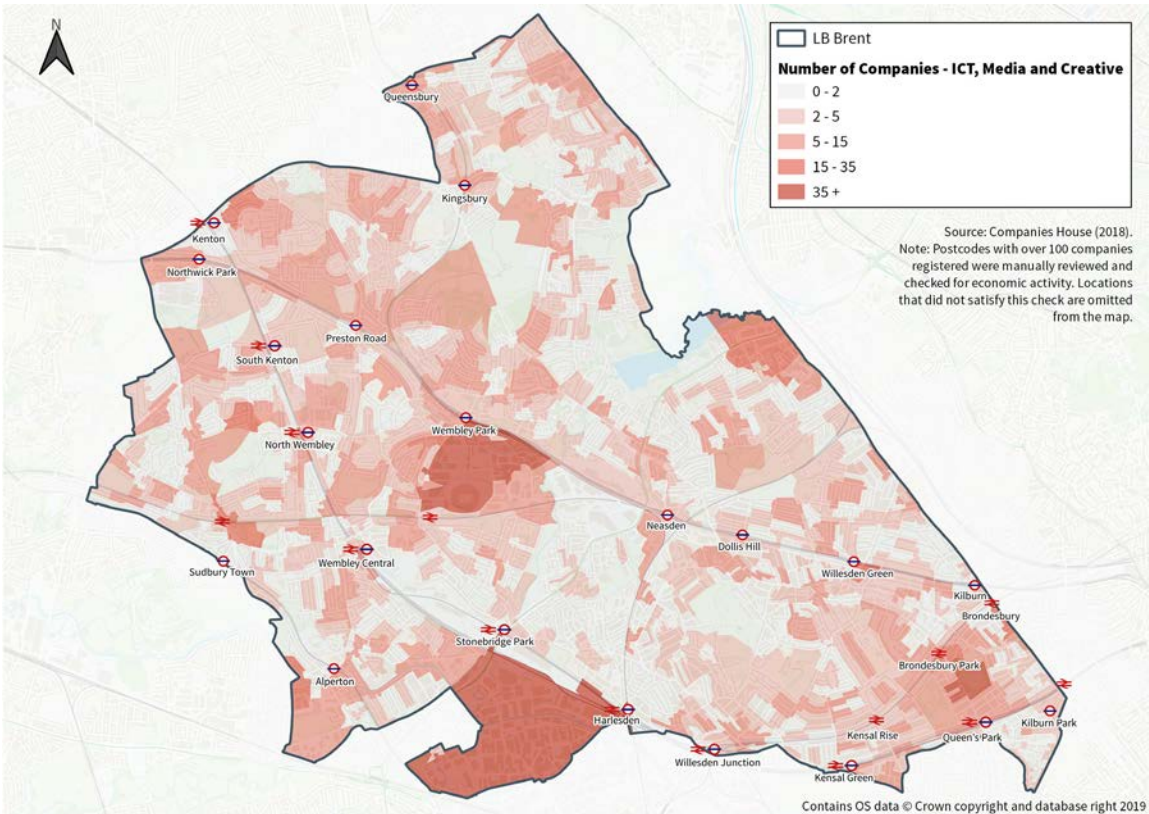 N
LB Brent
Number of Companies - ICT, Media and Creative
0 - 2
2 - 5
5 - 15
15 - 35
35 +
Source: Companies House (2018).
Note: Postcodes with over 100 companies
registered were manually reviewed and
checked for economic activity. Locations
that did not satisfy this check are omitted
from the map.
Queensbury
Kingsbury
Kenton
Northwick Park
Preston Road
South Kenton
Wembley Park
North Wembley
Neasden
Dollis Hill
Sudbury Town
Wembley Central
Willesden Green
Kilburn
Brondesbury
Stonebridge Park
Brondesbury Park
Alperton
Harlesden
Kensal Rise
Queen's Park
Kilburn Park
Willesden Junction
Kensal Green
Contains OS data © Crown copyright and database right 2019